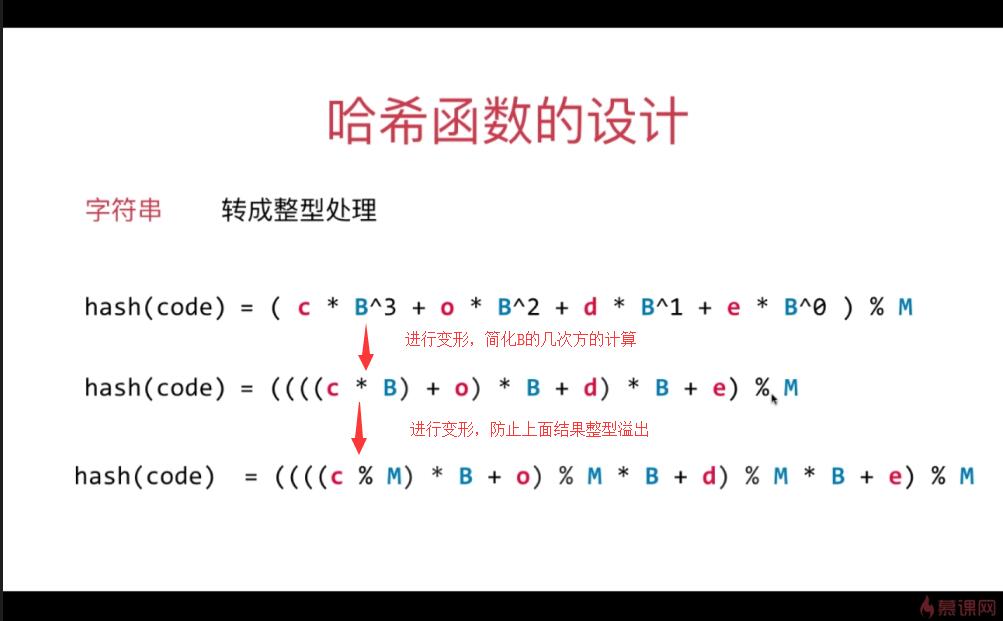 哈希函数的设计
字符串 转成整型处理
hash(code) = ( c * B^3 + o * B^2 + d * B^1 + e * B^0 ) % M
进行变形，简化B的几次方的计算
hash(code) = ((((c * B) + o) * B + d) * B + e) % M
进行变形，防止上面结果整型溢出
hash(code) = ((((c % M) * B + o) % M * B + d) % M * B + e) % M
慕课网